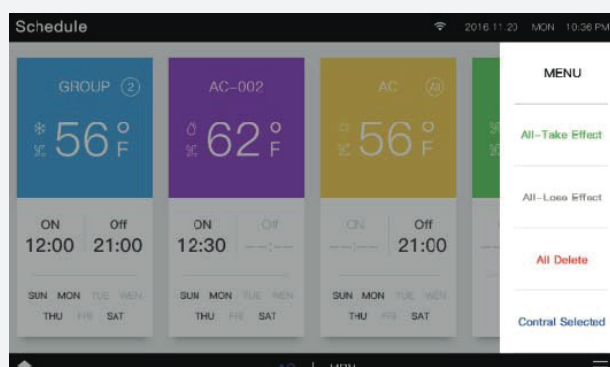 Schedule
2016.11.20 MON 10:36 PM
GROUP 2
56°F
ON Off
12:00 21:00
SUN MON TUE WEN
THU FRI SAT
AC-002
62°F
ON Off
12:30 --:--
SUN MON TUE WEN
THU FRI SAT
AC All
56°F
ON Off
--:-- 21:00
SUN MON TUE WEN
THU FRI SAT
MENU
All-Take Effect
All-Loss Effect
All Delete
Contral Selected